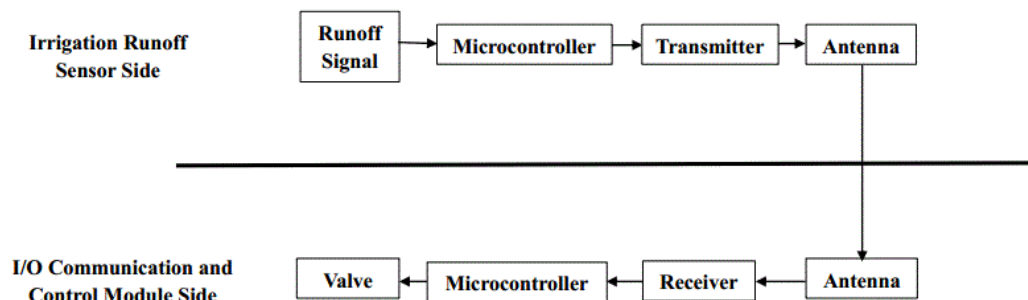 Irrigation Runoff
Sensor Side
Runoff
Signal
Microcontroller
Transmitter
Antenna
I/O Communication and
Control Module Side
Valve
Microcontroller
Receiver
Antenna